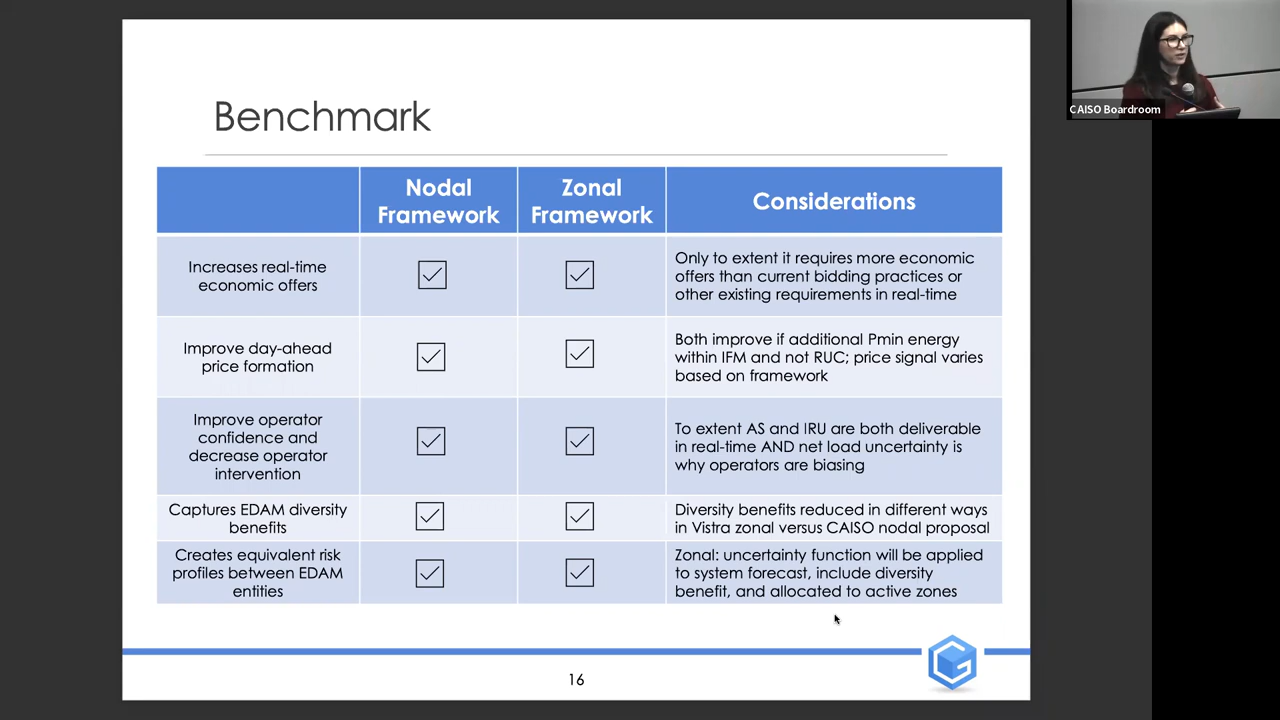 Benchmark
Nodal
Framework
Zonal
Framework
Considerations
Increases real-time
economic offers
Only to extent it requires more economic
offers than current bidding practices or
other existing requirements in real-time
Improve day-ahead
price formation
Both improve if additional Pmin energy
within IFM and not RUC; price signal varies
based on framework
Improve operator
confidence and
decrease operator
intervention
To extent AS and IRU are both deliverable
in real-time AND net load uncertainty is
why operators are biasing
Captures EDAM diversity
benefits
Diversity benefits reduced in different ways
in Vistra zonal versus CAISO nodal proposal
Creates equivalent risk
profiles between EDAM
entities
Zonal: uncertainty function will be applied
to system forecast, include diversity
benefit, and allocated to active zones
16
CAISO Boardroom